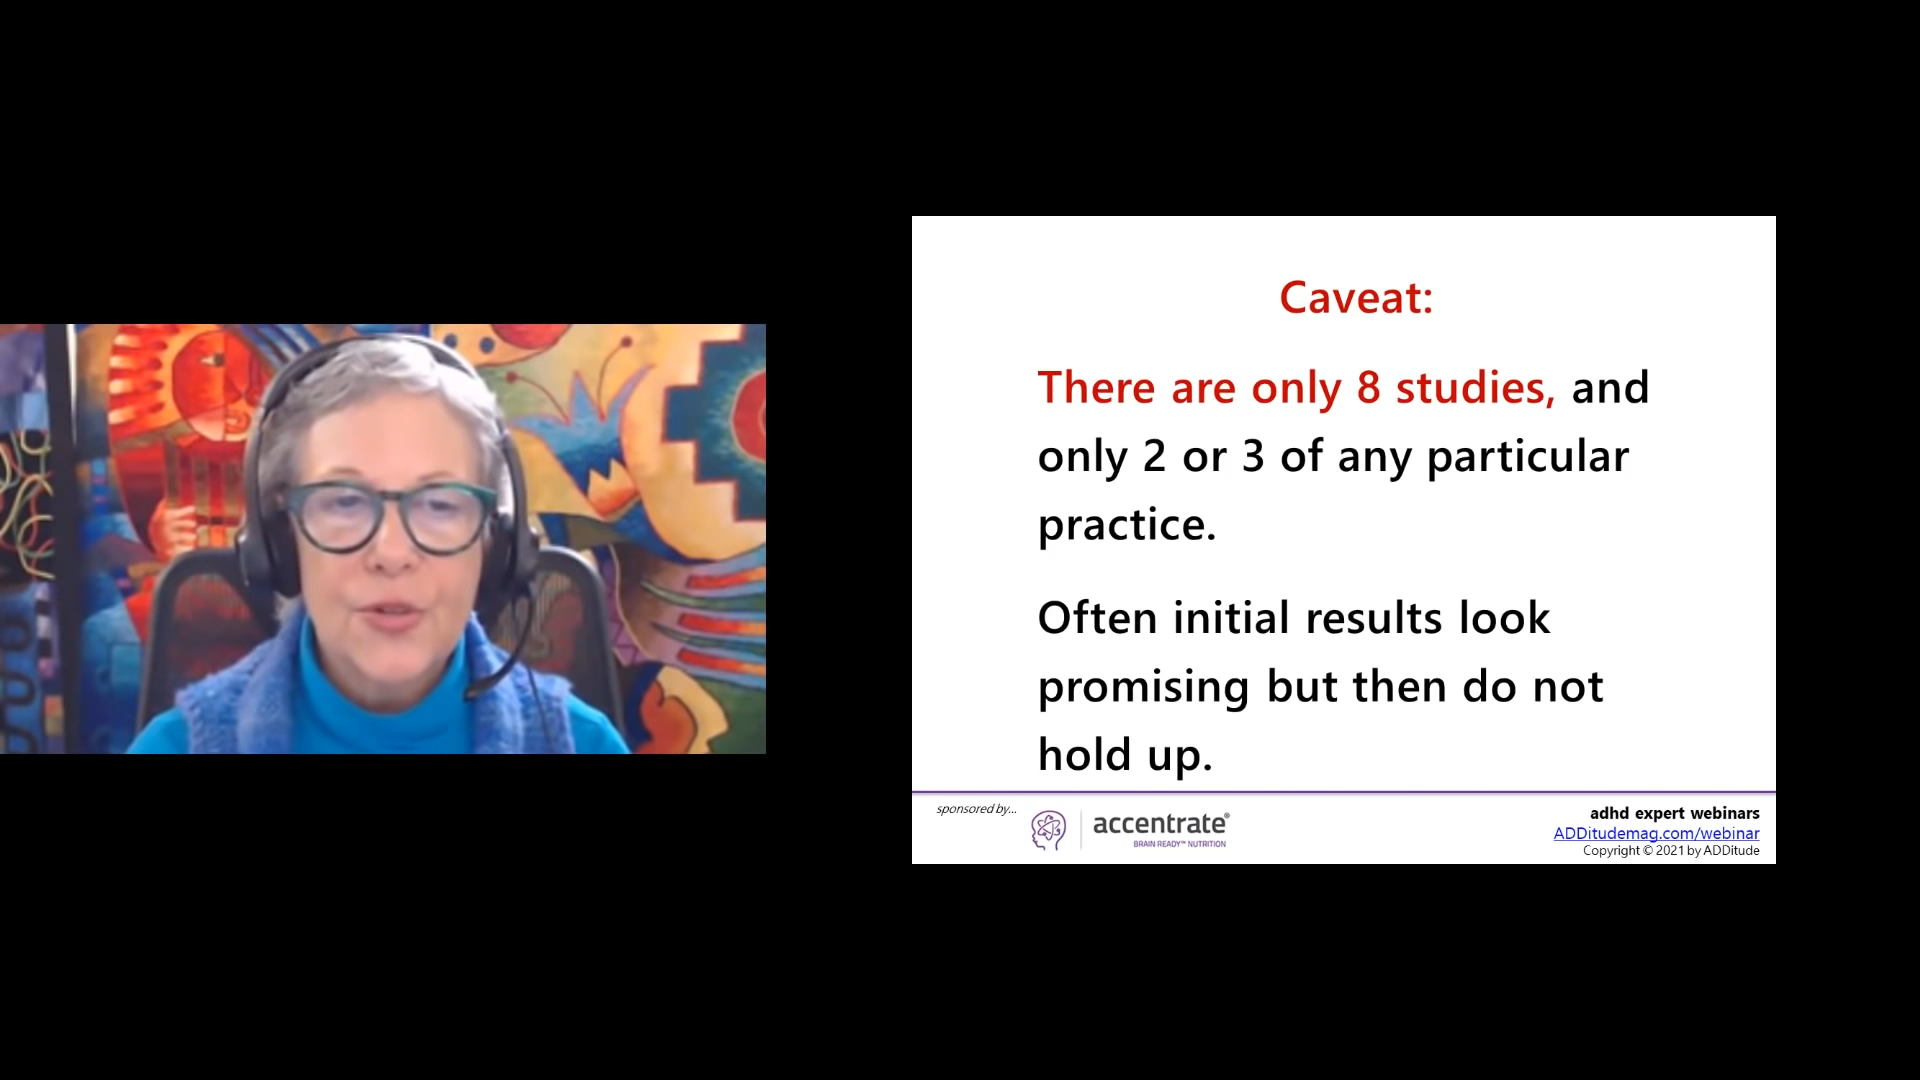 Caveat:
There are only 8 studies, and
only 2 or 3 of any particular
practice.
Often initial results look
promising but then do not
hold up.
sponsored by...
accentrate®
BRAIN READY™ NUTRITION
adhd expert webinars
ADDitudemag.com/webinar
Copyright © 2021 by ADDitude